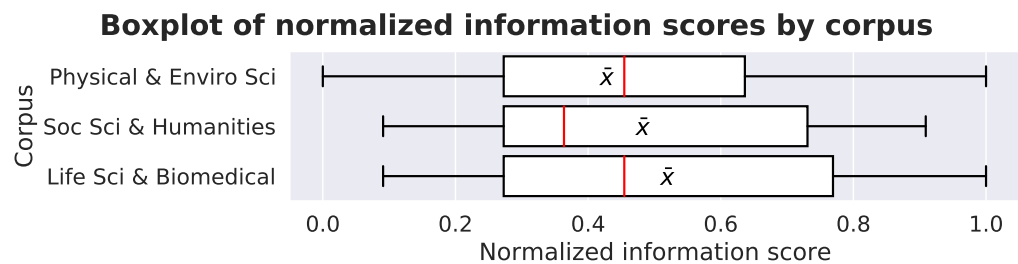 Boxplot of normalized information scores by corpus
Corpus
Physical & Enviro Sci
x̄
Soc Sci & Humanities
x̄
Life Sci & Biomedical
x̄
0.0 0.2 0.4 0.6 0.8 1.0
Normalized information score